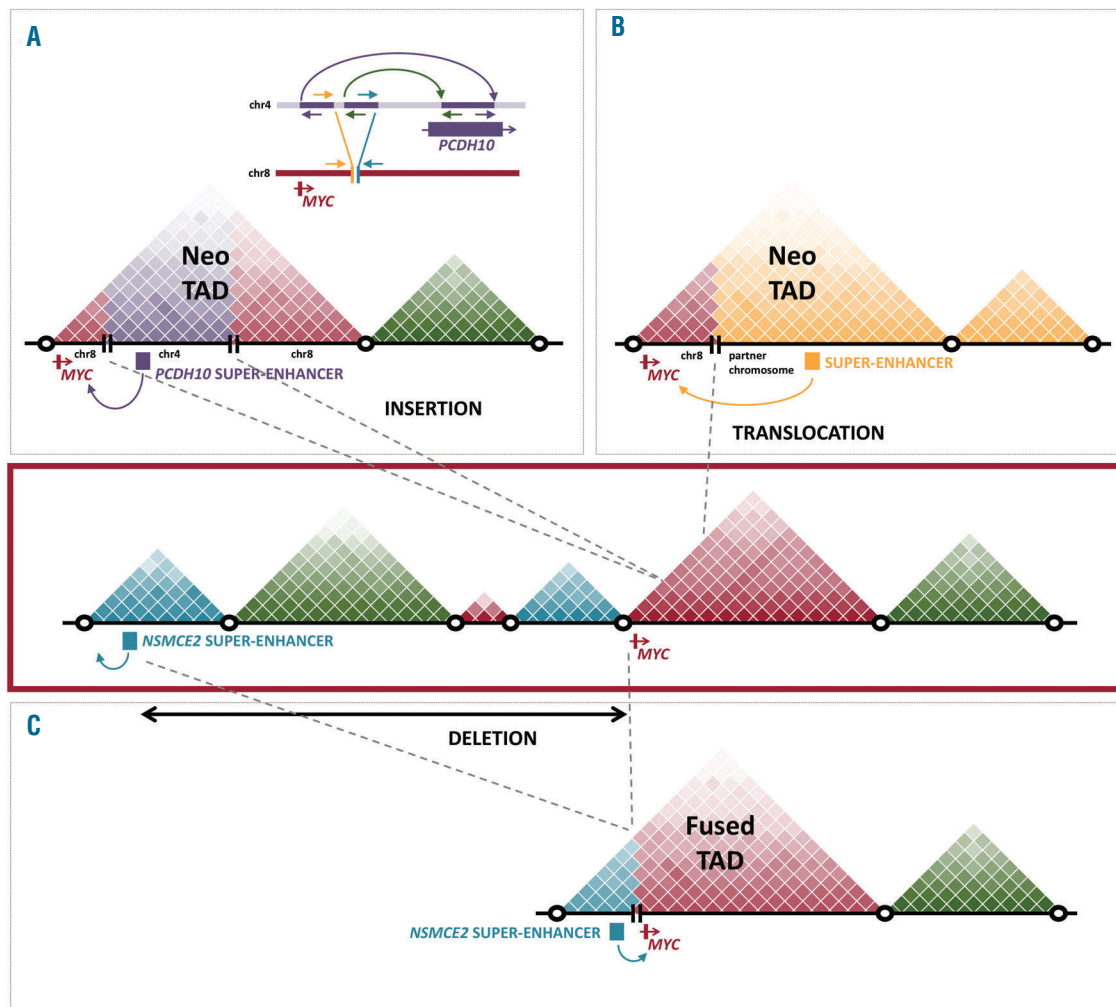 A
chr4
PCDH10
chr8
MYC
Neo
TAD
chr8
chr4
chr8
MYC
PCDH10 SUPER-ENHANCER
INSERTION
B
Neo
TAD
chr8
partner
chromosome
MYC
SUPER-ENHANCER
TRANSLOCATION
NSMCE2 SUPER-ENHANCER
MYC
C
DELETION
Fused
TAD
NSMCE2 SUPER-ENHANCER
MYC